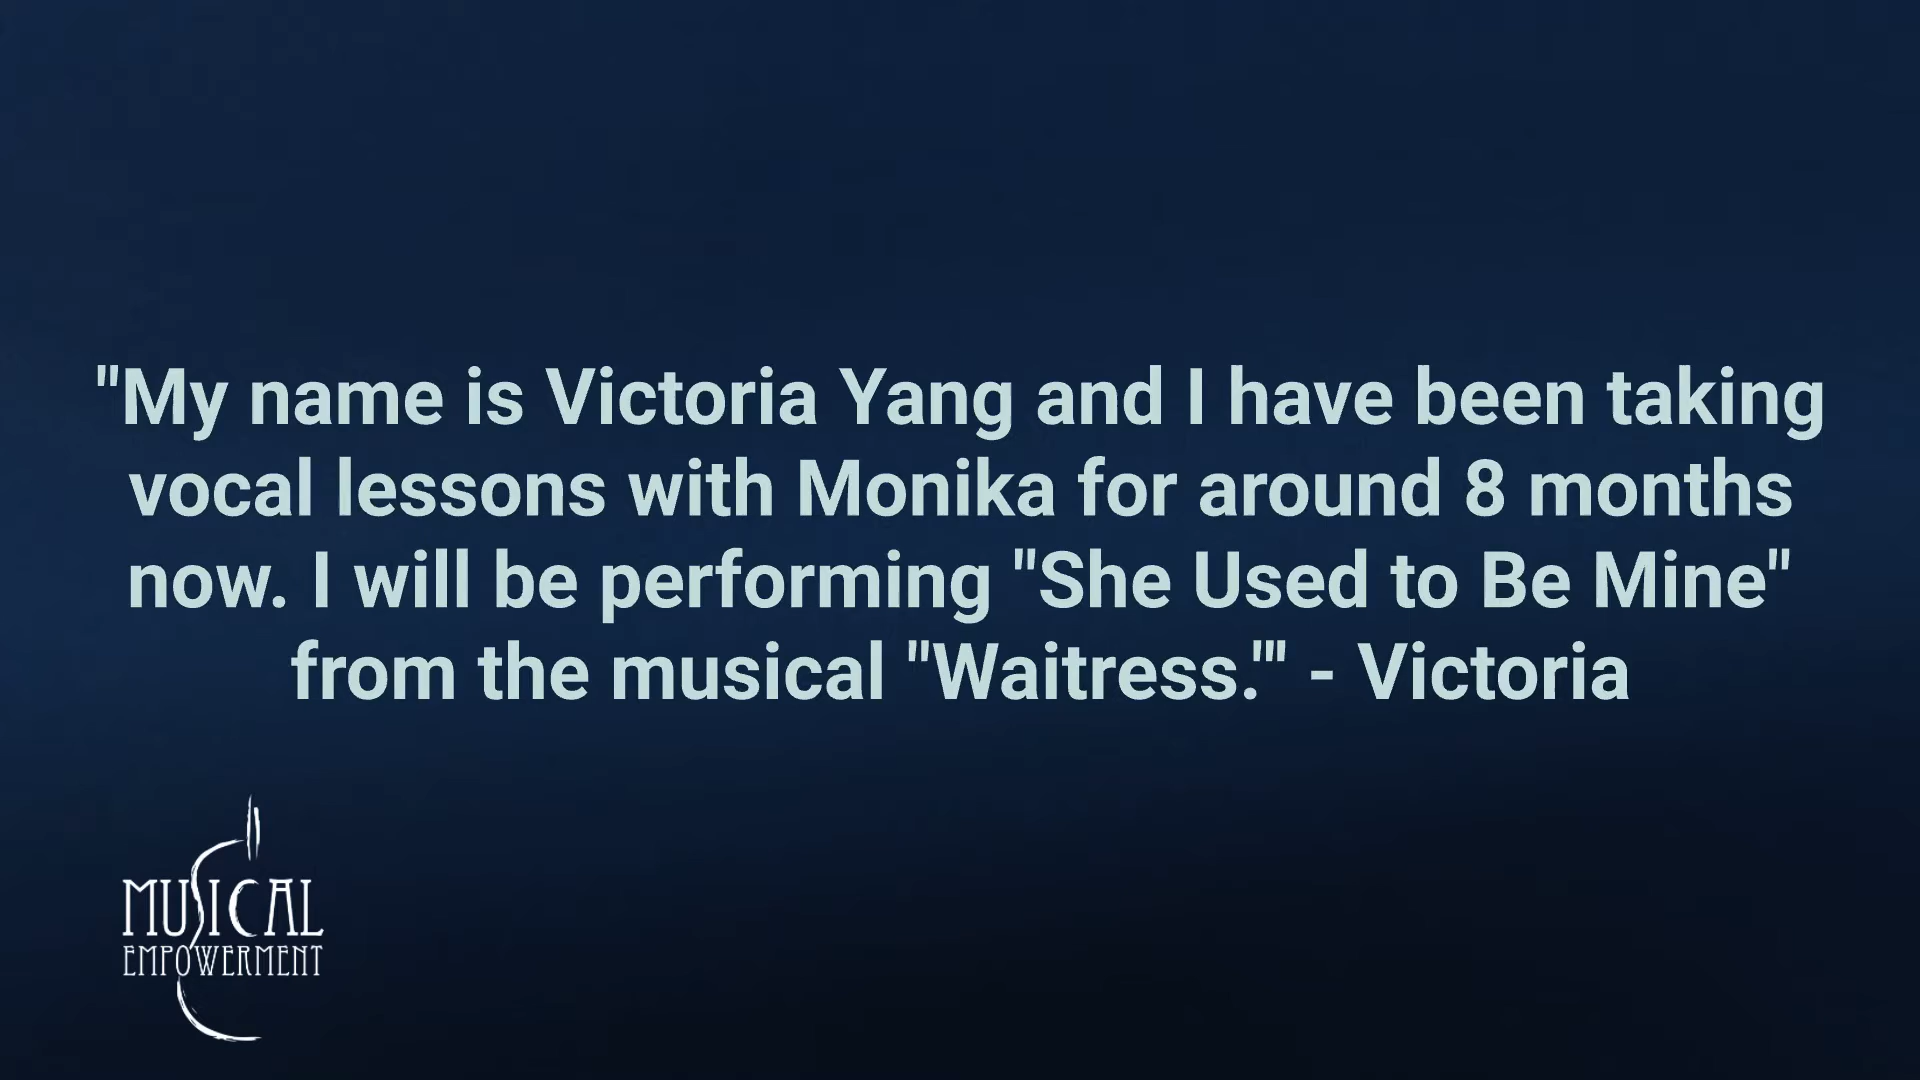 "My name is Victoria Yang and I have been taking
vocal lessons with Monika for around 8 months
now. I will be performing "She Used to Be Mine"
from the musical "Waitress."" - Victoria
MUSICAL
EMPOWERMENT